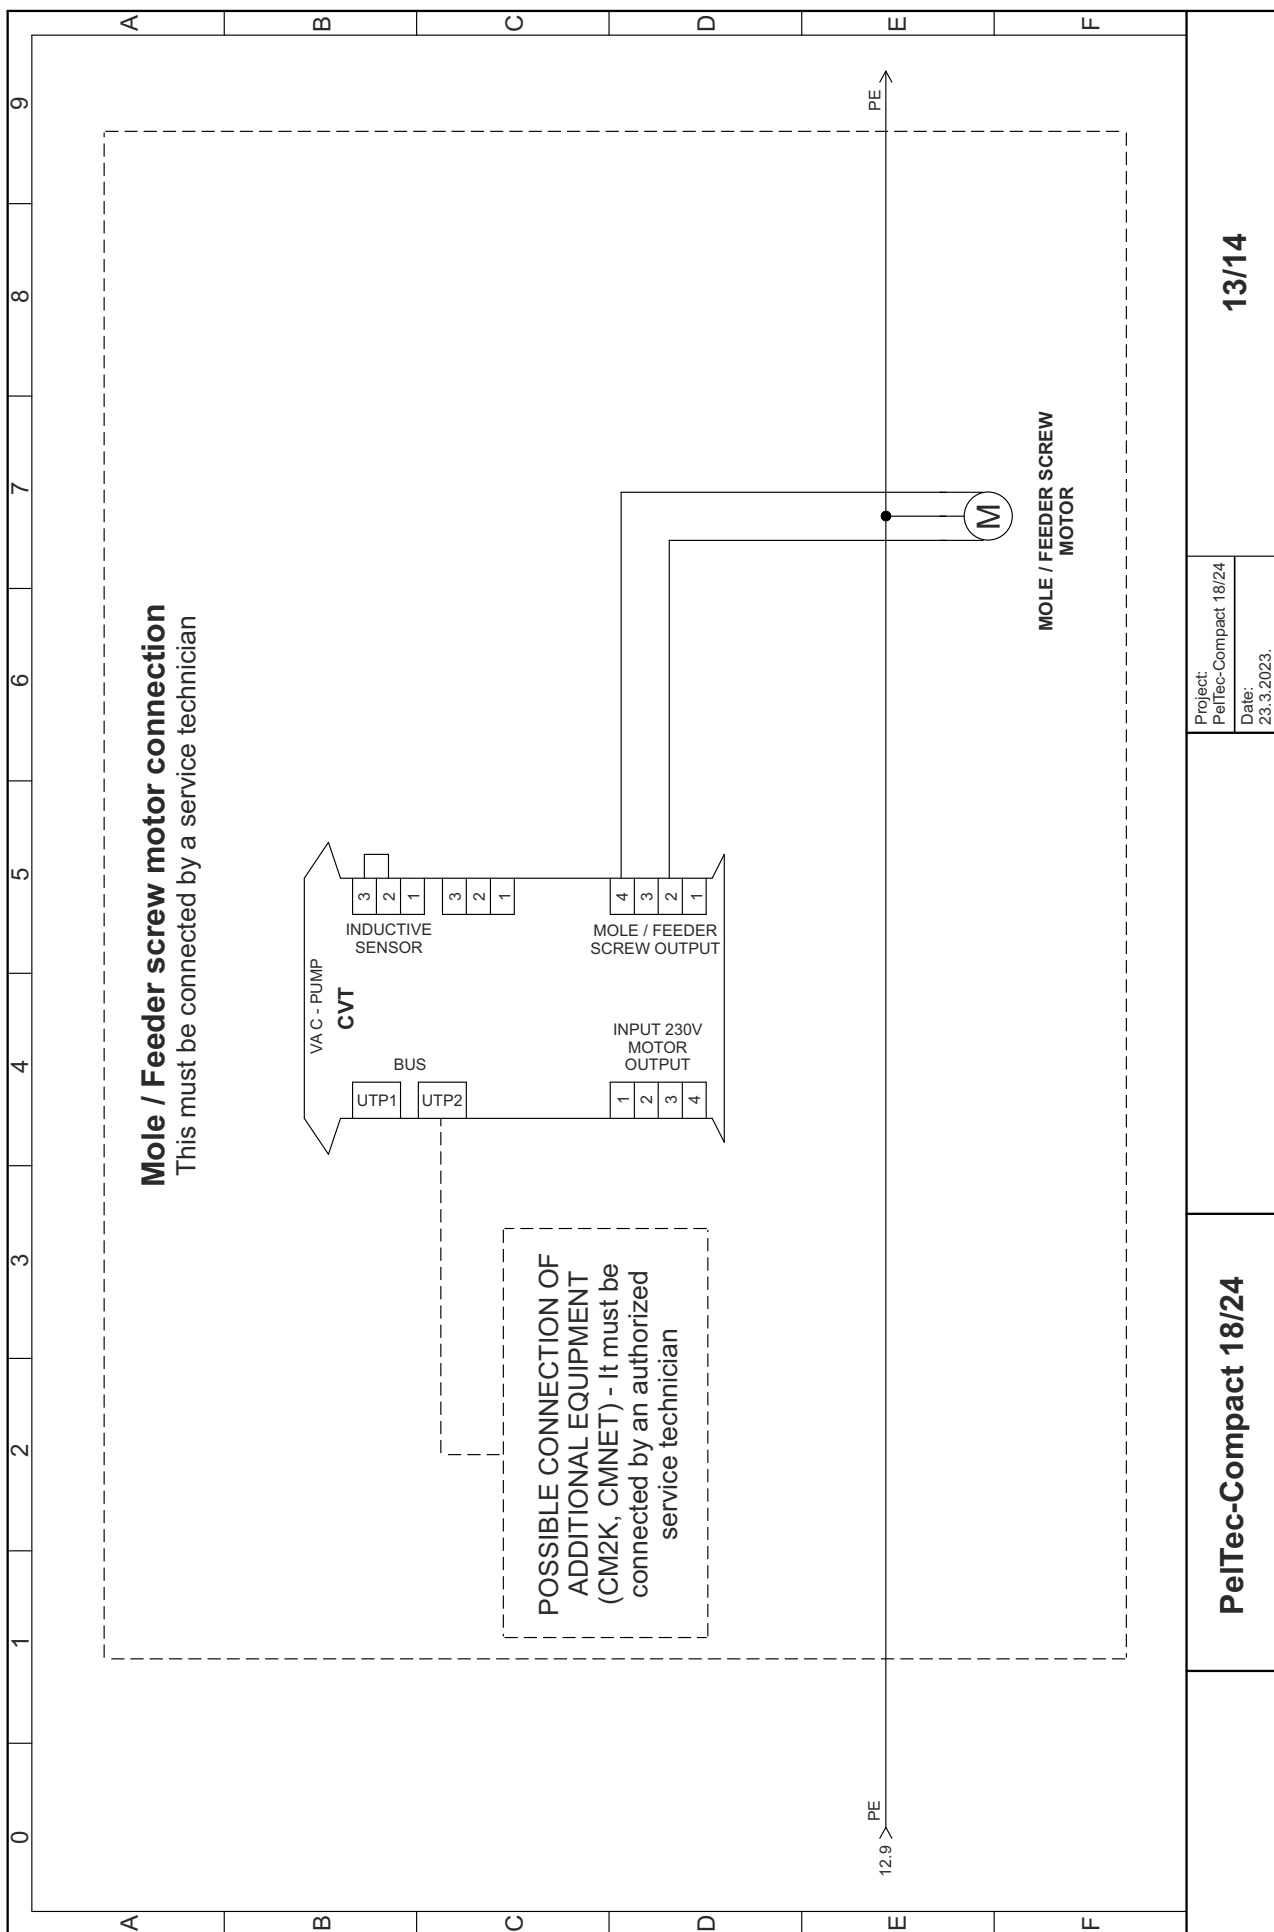 0 1 2 3 4 5 6 7 8 9
A A
Mole / Feeder screw motor connection
This must be connected by a service technician
B B
VAC - PUMP
CVT
BUS
UTP1
UTP2
INDUCTIVE
SENSOR
3
2
1
3
2
1
C C
POSSIBLE CONNECTION OF
ADDITIONAL EQUIPMENT
(CM2K, CMNET) - It must be
connected by an authorized
service technician
INPUT 230V
MOTOR
OUTPUT
1
2
3
4
MOLE / FEEDER
SCREW OUTPUT
4
3
2
1
D D
12.9
PE
PE
E E
M
MOLE / FEEDER SCREW
MOTOR
F F
PelTec-Compact 18/24
Project:
PelTec-Compact 18/24
Date:
23.3.2023.
13/14